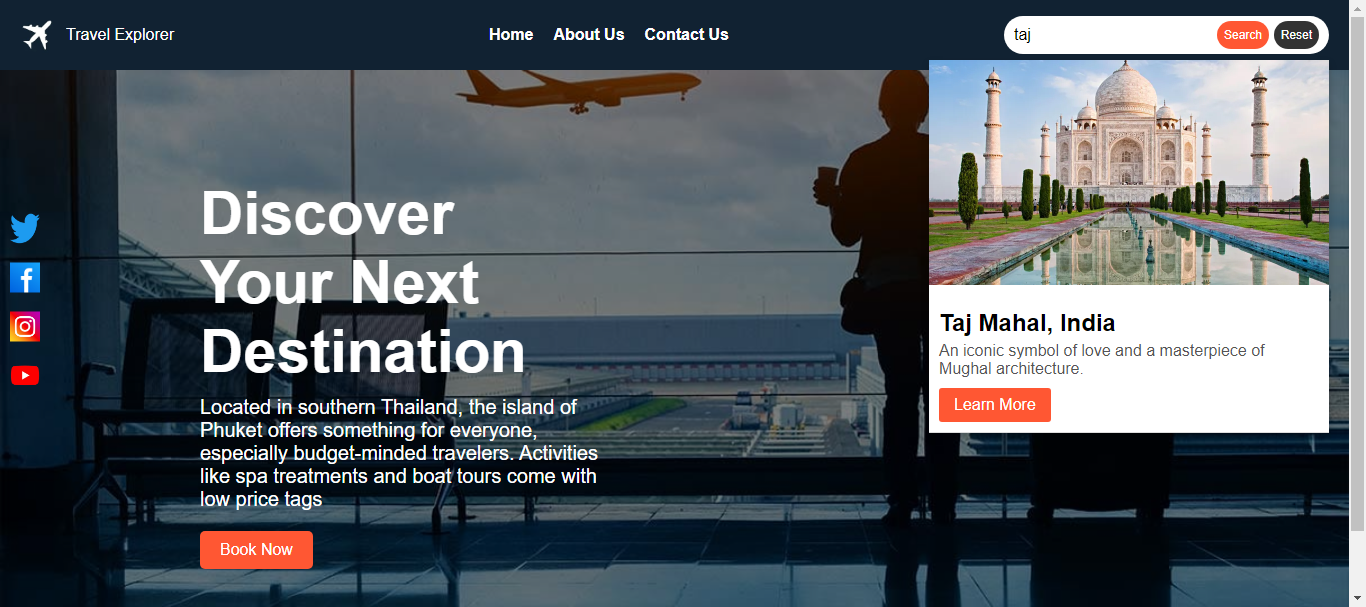 Travel Explorer
Home About Us Contact Us
taj Search Reset
Discover
Your Next
Destination
Located in southern Thailand, the island of
Phuket offers something for everyone,
especially budget-minded travelers. Activities
like spa treatments and boat tours come with
low price tags
Book Now
Taj Mahal, India
An iconic symbol of love and a masterpiece of
Mughal architecture.
Learn More